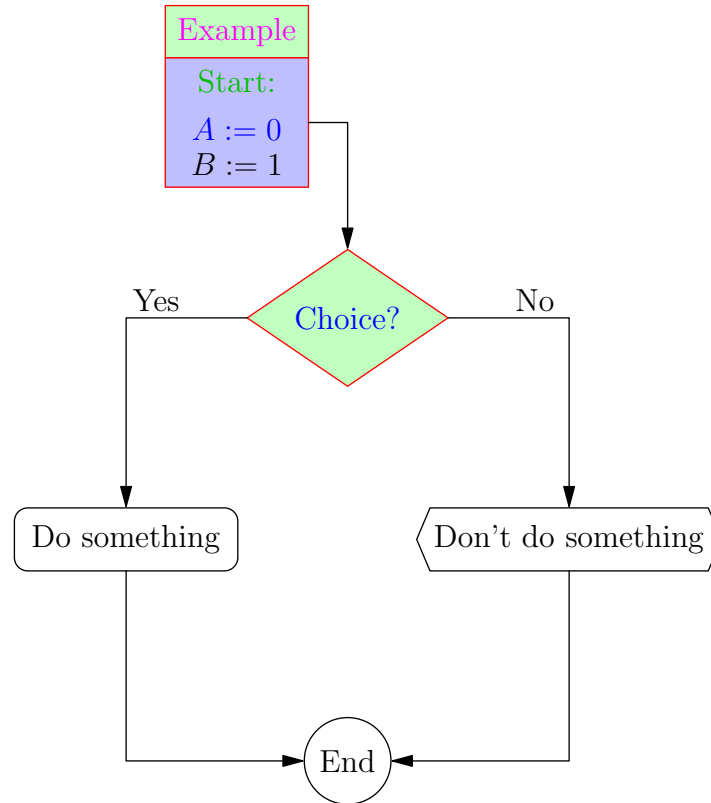 Example
Start:
A := 0
B := 1
Yes
No
Choice?
Do something
Don't do something
End